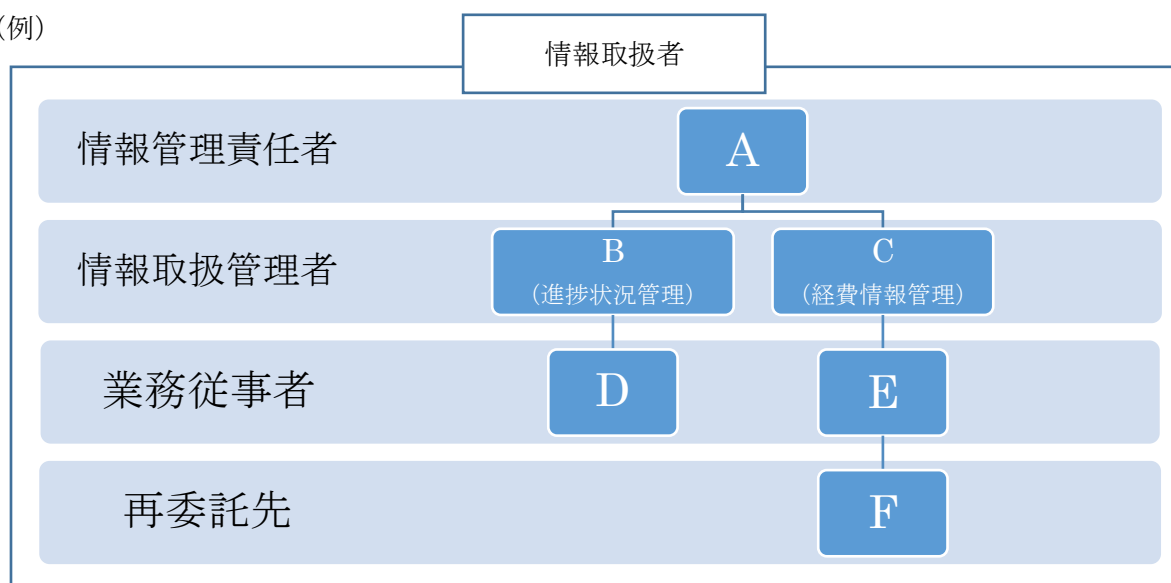 （例）
情報取扱者
情報管理責任者
A
情報取扱管理者
B
（進捗状況管理）
C
（経費情報管理）
業務従事者
D
E
再委託先
F